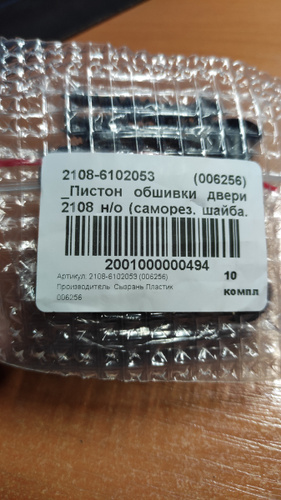 2108-6102053 (006256)
_Пистон обшивки двери
2108 н/о (саморез. шайба.
2001000000494
Артикул: 2108-6102053 (006256)
Производитель: Сызрань Пластик
006256
10
компл